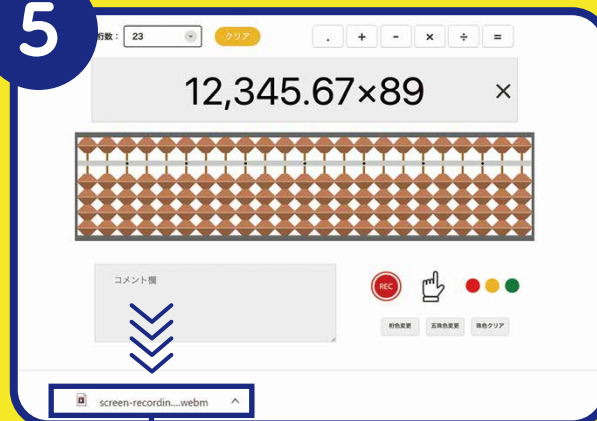 5
桁数： 23 クリア . + - × ÷ =
12,345.67×89 ×
コメント欄
REC
桁色変更 五珠色変更 珠色クリア
screen-recordin....webm